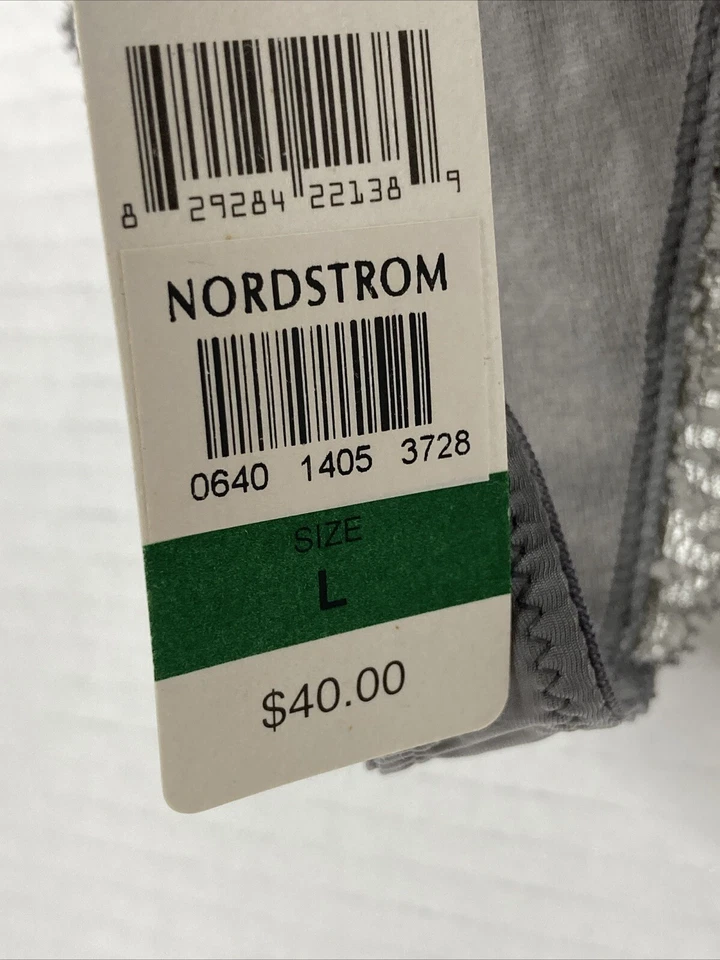 8 29284 22138 9
NORDSTROM
0640 1405 3728
SIZE
L
$40.00